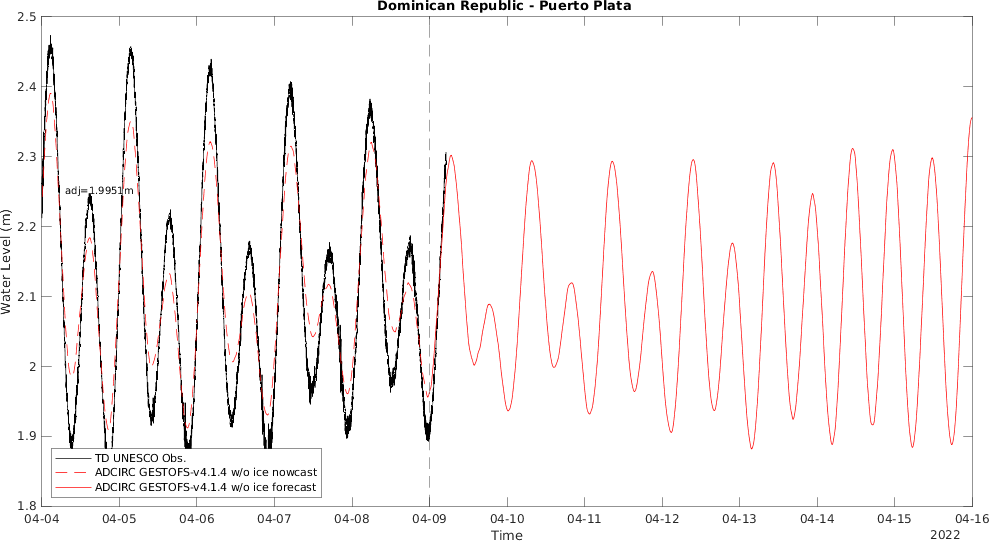 Dominican Republic - Puerto Plata
2.5
2.4
2.3
2.2
2.1
2
1.9
1.8
Water Level (m)
adj=1.9951m
TD UNESCO Obs.
ADCIRC GESTOFS-v4.1.4 w/o ice nowcast
ADCIRC GESTOFS-v4.1.4 w/o ice forecast
04-04 04-05 04-06 04-07 04-08 04-09 04-10 04-11 04-12 04-13 04-14 04-15 04-16
Time
2022